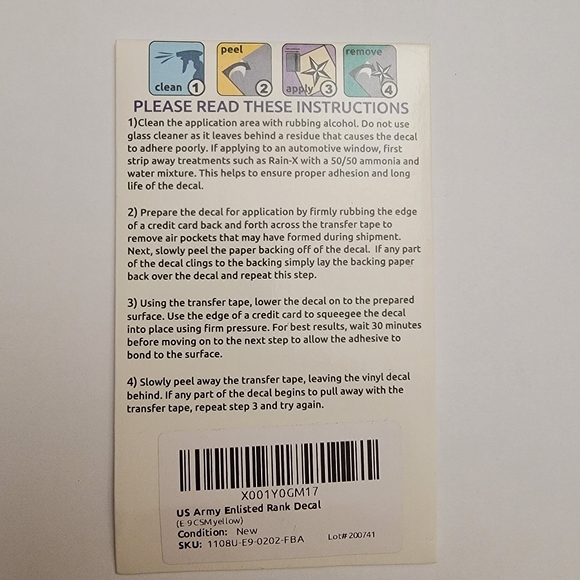 clean 1
peel 2
apply 3
remove 4
PLEASE READ THESE INSTRUCTIONS
1)Clean the application area with rubbing alcohol. Do not use
glass cleaner as it leaves behind a residue that causes the decal
to adhere poorly. If applying to an automotive window, first
strip away treatments such as Rain-X with a 50/50 ammonia and
water mixture. This helps to ensure proper adhesion and long
life of the decal.
2) Prepare the decal for application by firmly rubbing the edge
of a credit card back and forth across the transfer tape to
remove air pockets that may have formed during shipment.
Next, slowly peel the paper backing off of the decal. If any part
of the decal clings to the backing simply lay the backing paper
back over the decal and repeat this step.
3) Using the transfer tape, lower the decal on to the prepared
surface. Use the edge of a credit card to squeegee the decal
into place using firm pressure. For best results, wait 30 minutes
before moving on to the next step to allow the adhesive to
bond to the surface.
4) Slowly peel away the transfer tape, leaving the vinyl decal
behind. If any part of the decal begins to pull away with the
transfer tape, repeat step 3 and try again.
X001Y0GM17
US Army Enlisted Rank Decal
(E-9 CSM yellow)
Condition: New
SKU: 1108U-E9-0202-FBA
Lot# 200741